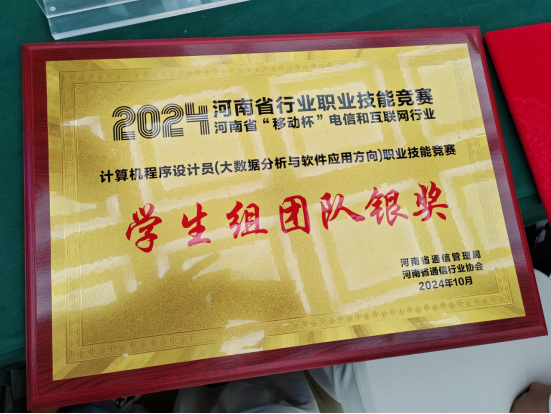 2024河南省行业职业技能竞赛
河南省“移动杯”电信和互联网行业
计算机程序设计员(大数据分析与软件应用方向)职业技能竞赛
学生组团队银奖
河南省通信管理局
河南省通信行业协会
2024年10月